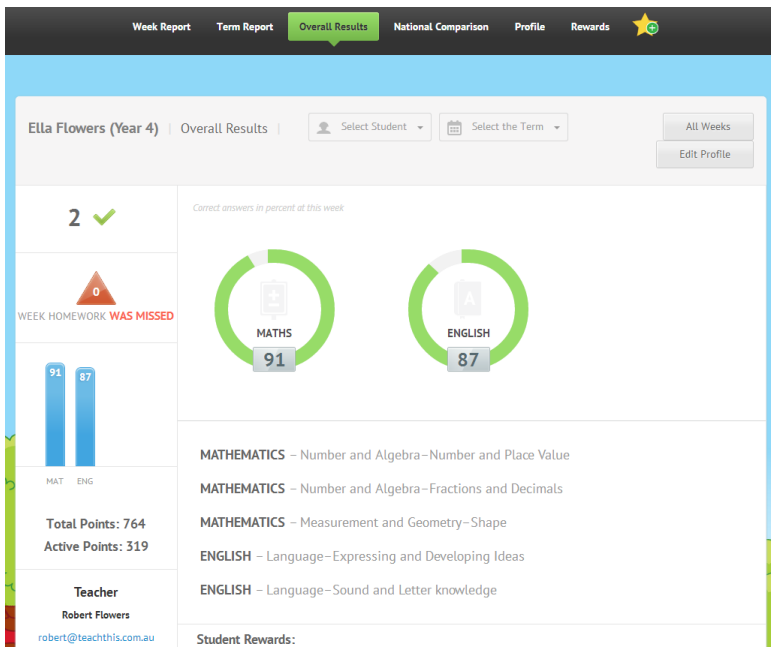 Week Report Term Report Overall Results National Comparison Profile Rewards
Ella Flowers (Year 4) | Overall Results | Select Student Select the Term All Weeks
Edit Profile
2
Correct answers in percent at this week
0
WEEK HOMEWORK WAS MISSED
MATHS
91
A
ENGLISH
87
91
87
MAT ENG
Total Points: 764
Active Points: 319
Teacher
Robert Flowers
robert@teachthis.com.au
MATHEMATICS – Number and Algebra–Number and Place Value
MATHEMATICS – Number and Algebra–Fractions and Decimals
MATHEMATICS – Measurement and Geometry–Shape
ENGLISH – Language–Expressing and Developing Ideas
ENGLISH – Language–Sound and Letter knowledge
Student Rewards: